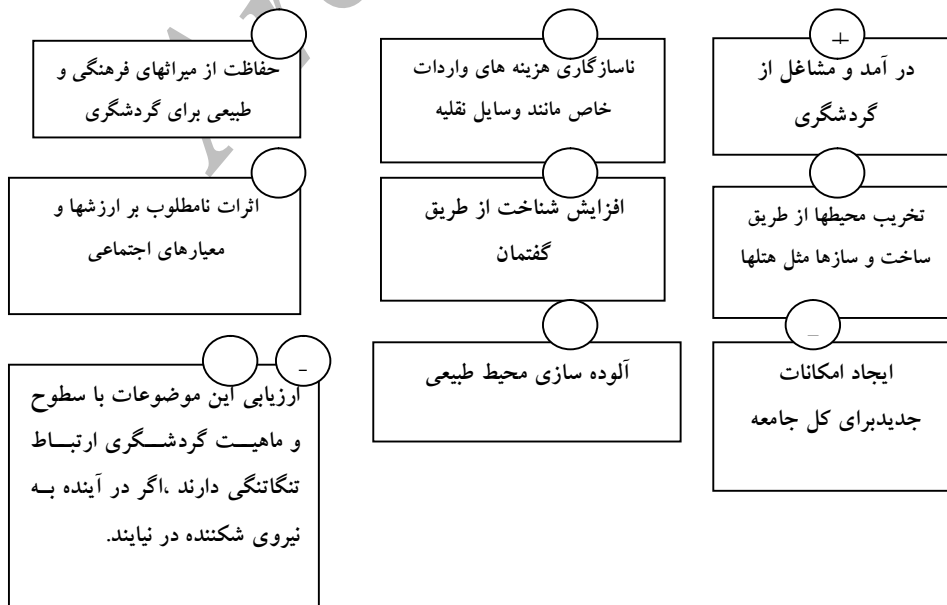 +
در آمد و مشاغل از
گردشگری
ناسازگاری هزینه های واردات
خاص مانند وسایل نقلیه
حفاظت از میراثهای فرهنگی و
طبیعی برای گردشگری
تخریب محیطها از طریق
ساخت و سازها مثل هتلها
افزایش شناخت از طریق
گفتمان
اثرات نامطلوب بر ارزشها و
معیارهای اجتماعی
_
ایجاد امکانات
جدیدبرای کل جامعه
آلوده سازی محیط طبیعی
-
ارزیابی این موضوعات با سطوح
و ماهیت گردشگری ارتباط
تنگاتنگی دارند ،اگر در آینده به
نیروی شکننده در نیایند.